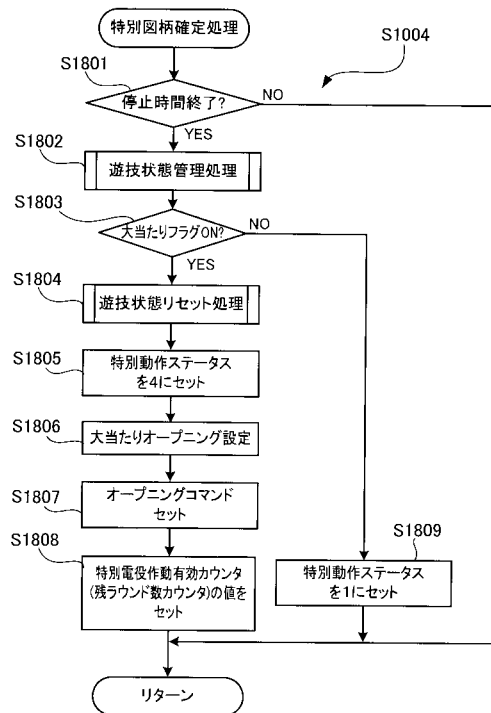 特別図柄確定処理
S1801
S1004
停止時間終了?
NO
YES
S1802
遊技状態管理処理
S1803
大当たりフラグON?
NO
YES
S1804
遊技状態リセット処理
S1805
特別動作ステータス
を4にセット
S1806
大当たりオープニング設定
S1807
オープニングコマンド
セット
S1808
特別電役作動有効カウンタ
(残ラウンド数カウンタ)の値を
セット
S1809
特別動作ステータス
を1にセット
リターン